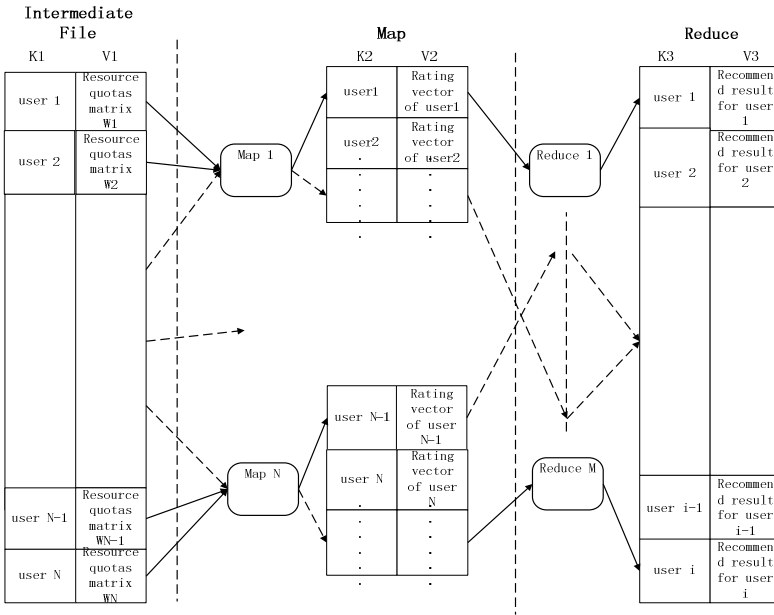 Intermediate
File
Map
Reduce
K1
V1
K2
V2
K3
V3
user 1
Resource
quotas
matrix
W1
user 2
Resource
quotas
matrix
W2
user N-1
Resource
quotas
matrix
WN-1
user N
Resource
quotas
matrix
WN
Map 1
Map N
user1
Rating
vector
of user1
user2
Rating
vector
of user2
user N-1
Rating
vector
of user
N-1
user N
Rating
vector
of user
N
Reduce 1
Reduce M
user 1
Recommen
d result
for user
1
user 2
Recommen
d result
for user
2
user i-1
Recommen
d result
for user
i-1
user i
Recommen
d result
for user
i